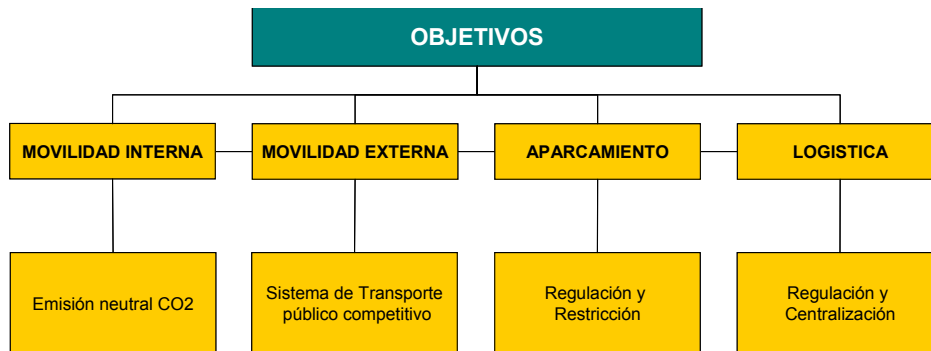 OBJETIVOS
MOVILIDAD INTERNA
MOVILIDAD EXTERNA
APARCAMIENTO
LOGISTICA
Emisión neutral CO2
Sistema de Transporte
público competitivo
Regulación y
Restricción
Regulación y
Centralización